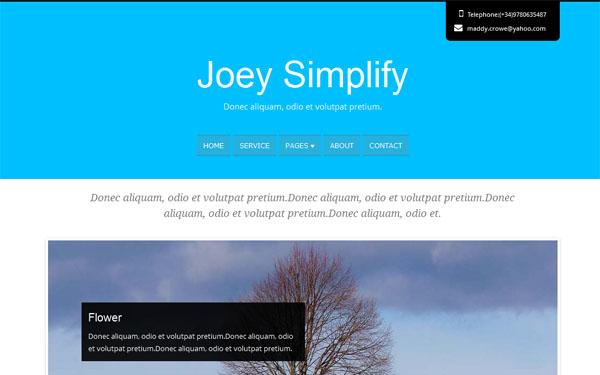 Telephone:(+34)9780635487
maddy.crowe@yahoo.com
Joey Simplify
Donec aliquam, odio et volutpat pretium.
HOME SERVICE PAGES ABOUT CONTACT
Donec aliquam, odio et volutpat pretium.Donec aliquam, odio et volutpat pretium.Donec
aliquam, odio et volutpat pretium.Donec aliquam, odio et.
Flower
Donec aliquam, odio et volutpat pretium.Donec aliquam, odio
et volutpat pretium.Donec aliquam, odio et volutpat pretium.